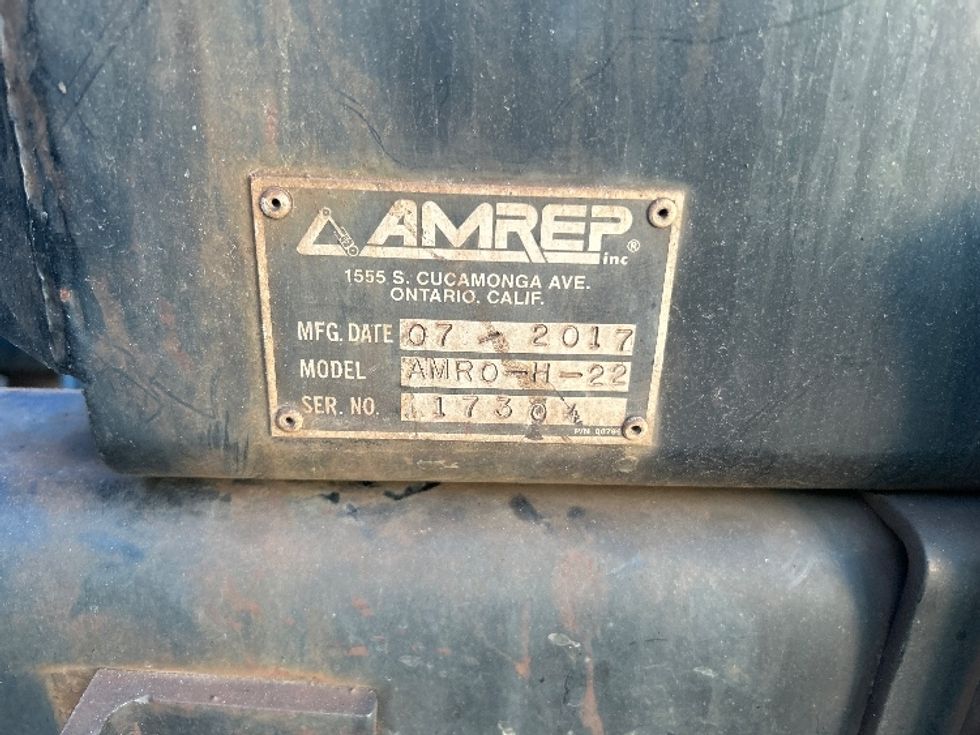 AMREP inc ®
1555 S. CUCAMONGA AVE.
ONTARIO, CALIF.
MFG. DATE 07 - 2017
MODEL AMRO-H-22
SER. NO.
P/N